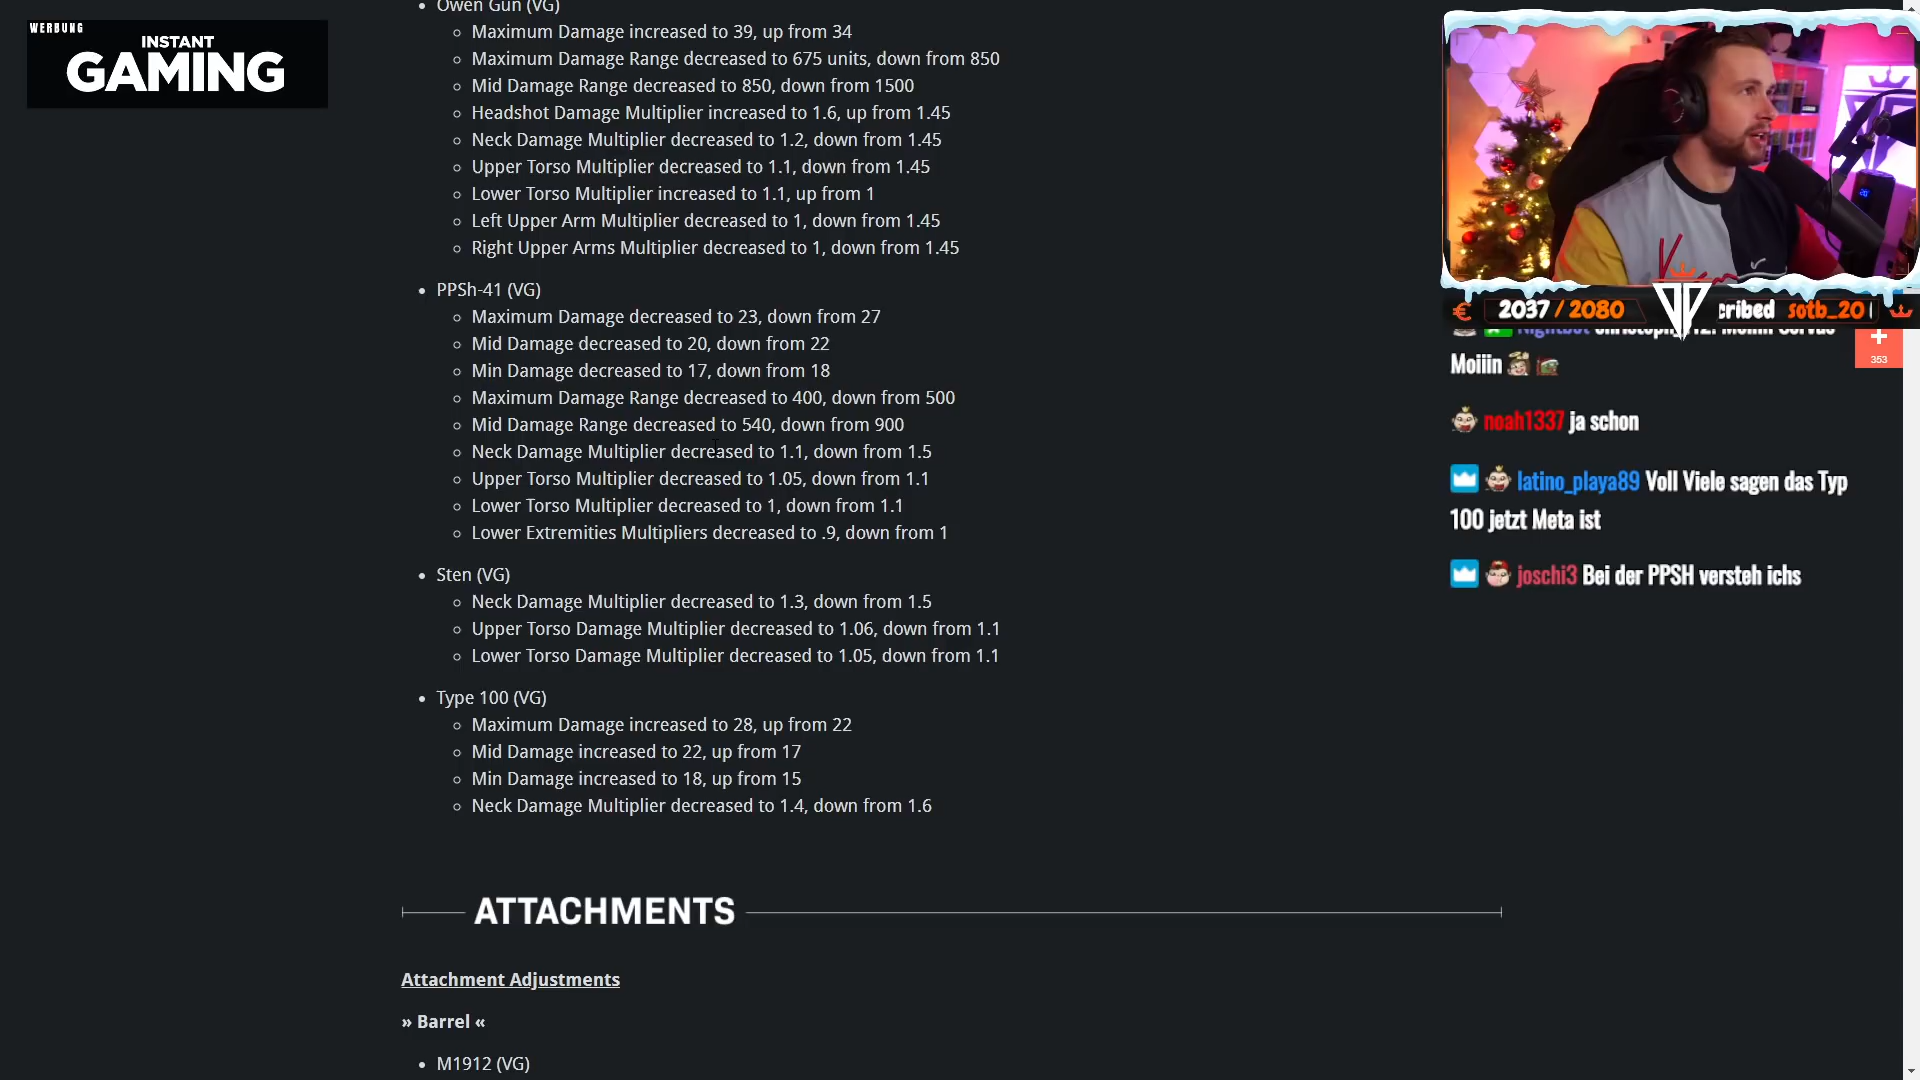 WERBUNG
INSTANT
GAMING
Owen Gun (VG)
Maximum Damage increased to 39, up from 34
Maximum Damage Range decreased to 675 units, down from 850
Mid Damage Range decreased to 850, down from 1500
Headshot Damage Multiplier increased to 1.6, up from 1.45
Neck Damage Multiplier decreased to 1.2, down from 1.45
Upper Torso Multiplier decreased to 1.1, down from 1.45
Lower Torso Multiplier increased to 1.1, up from 1
Left Upper Arm Multiplier decreased to 1, down from 1.45
Right Upper Arms Multiplier decreased to 1, down from 1.45
PPSh-41 (VG)
Maximum Damage decreased to 23, down from 27
Mid Damage decreased to 20, down from 22
Min Damage decreased to 17, down from 18
Maximum Damage Range decreased to 400, down from 500
Mid Damage Range decreased to 540, down from 900
Neck Damage Multiplier decreased to 1.1, down from 1.5
Upper Torso Multiplier decreased to 1.05, down from 1.1
Lower Torso Multiplier decreased to 1, down from 1.1
Lower Extremities Multipliers decreased to .9, down from 1
Sten (VG)
Neck Damage Multiplier decreased to 1.3, down from 1.5
Upper Torso Damage Multiplier decreased to 1.06, down from 1.1
Lower Torso Damage Multiplier decreased to 1.05, down from 1.1
Type 100 (VG)
Maximum Damage increased to 28, up from 22
Mid Damage increased to 22, up from 17
Min Damage increased to 18, up from 15
Neck Damage Multiplier decreased to 1.4, down from 1.6
ATTACHMENTS
Attachment Adjustments
» Barrel «
M1912 (VG)
€ 2037 / 2080
cribed sotb_20
+
353
Moiiin
noah1337 ja schon
latino_playa89 Voll Viele sagen das Typ
100 jetzt Meta ist
joschi3 Bei der PPSH versteh ichs